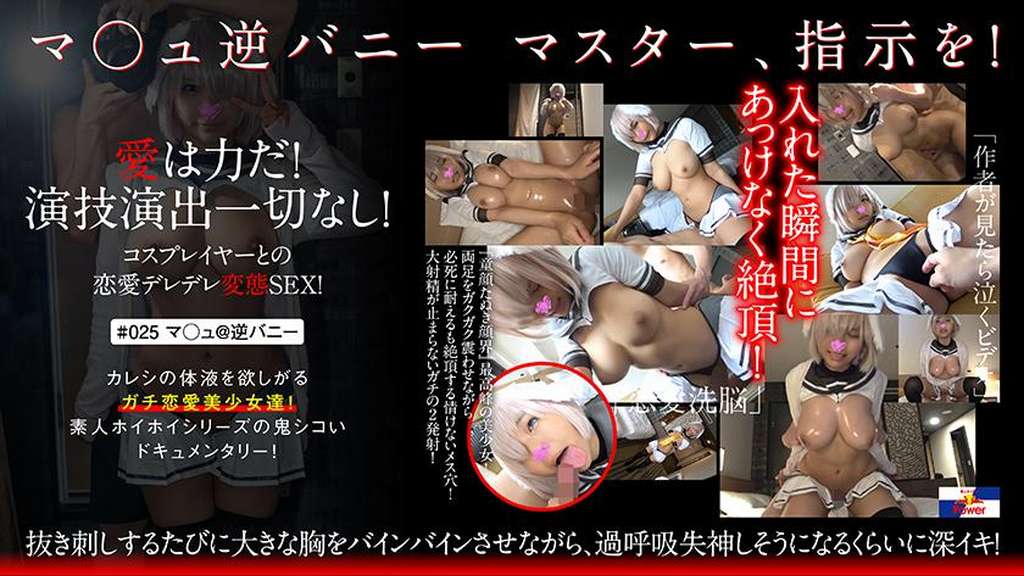 マ〇ュ逆バニー マスター、指示を!
愛は力だ!
演技演出一切なし!
コスプレイヤーとの
恋愛デレデレ変態SEX!
#025 マ〇ュ@逆バニー
カレシの体液を欲しがる
ガチ恋愛美少女達!
素人ホイホイシリーズの鬼シコい
ドキュメンタリー!
入れた瞬間に
あっけなく絶頂!
「作者が見たら泣くビデ
「童顔たぬき顔界」最高峰の美少女
両足をガクガク震わせながら
必死に耐えるも絶頂する情けないメス穴!
大射精が止まらないガチの2発射!
恋愛洗脳」
Power
抜き刺しするたびに大きな胸をバインバインさせながら、過呼吸失神しそうになるくらいに深イキ!